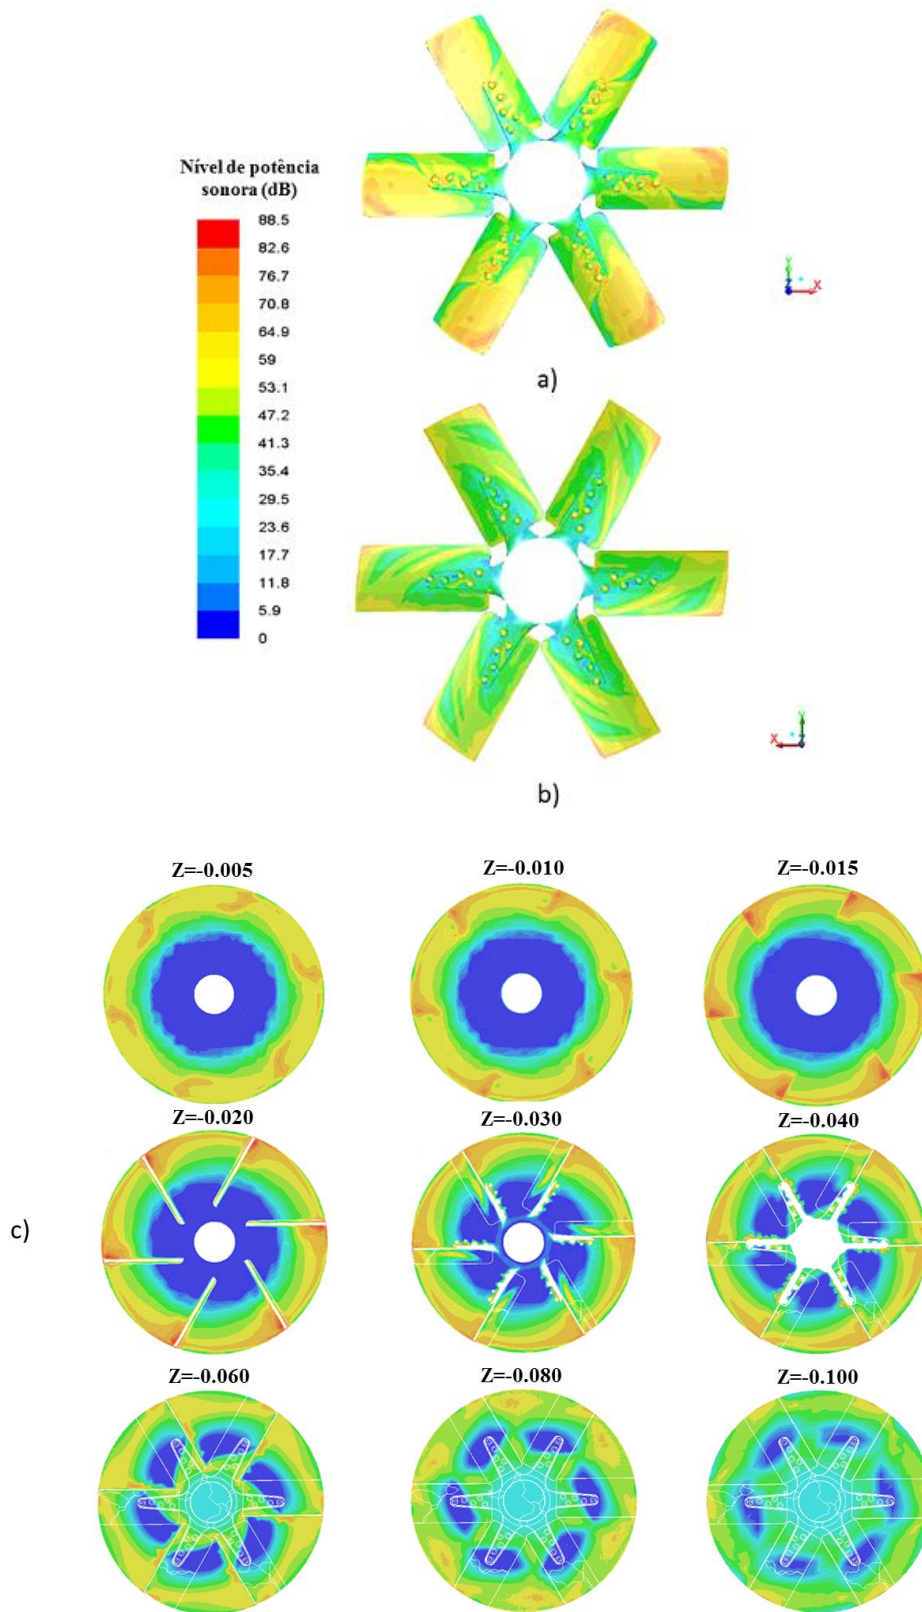 Nível de potência
sonora (dB)
88.5
82.6
76.7
70.8
64.9
59
53.1
47.2
41.3
35.4
29.5
23.6
17.7
11.8
5.9
0
Y
Z
X
a)
Y
X
b)
Z=-0.005
Z=-0.010
Z=-0.015
Z=-0.020
Z=-0.030
Z=-0.040
c)
Z=-0.060
Z=-0.080
Z=-0.100